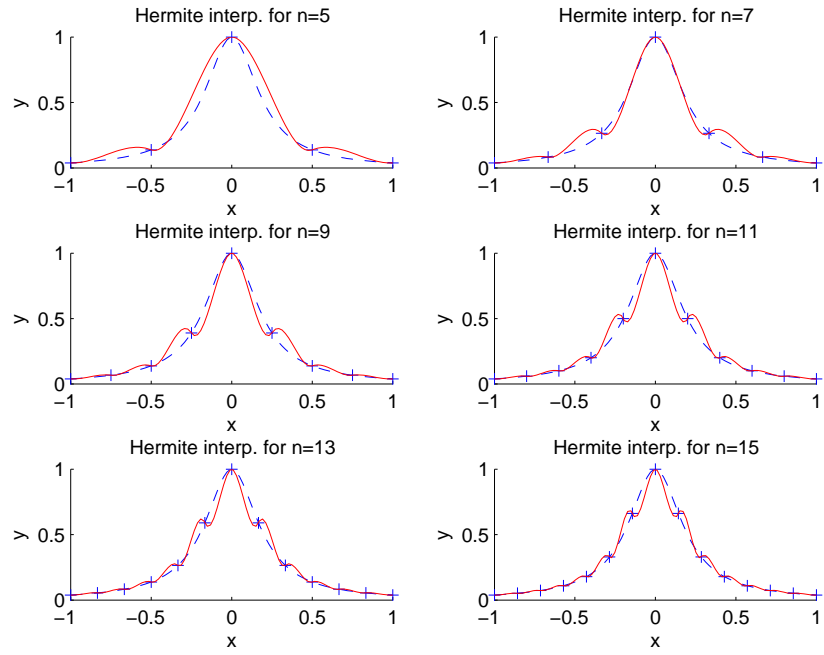 Hermite interp. for n=5
Hermite interp. for n=7
1
0.5
0
y
−1 −0.5 0 0.5 1
x
1
0.5
0
y
−1 −0.5 0 0.5 1
x
Hermite interp. for n=9
Hermite interp. for n=11
1
0.5
0
y
−1 −0.5 0 0.5 1
x
1
0.5
0
y
−1 −0.5 0 0.5 1
x
Hermite interp. for n=13
Hermite interp. for n=15
1
0.5
0
y
−1 −0.5 0 0.5 1
x
1
0.5
0
y
−1 −0.5 0 0.5 1
x